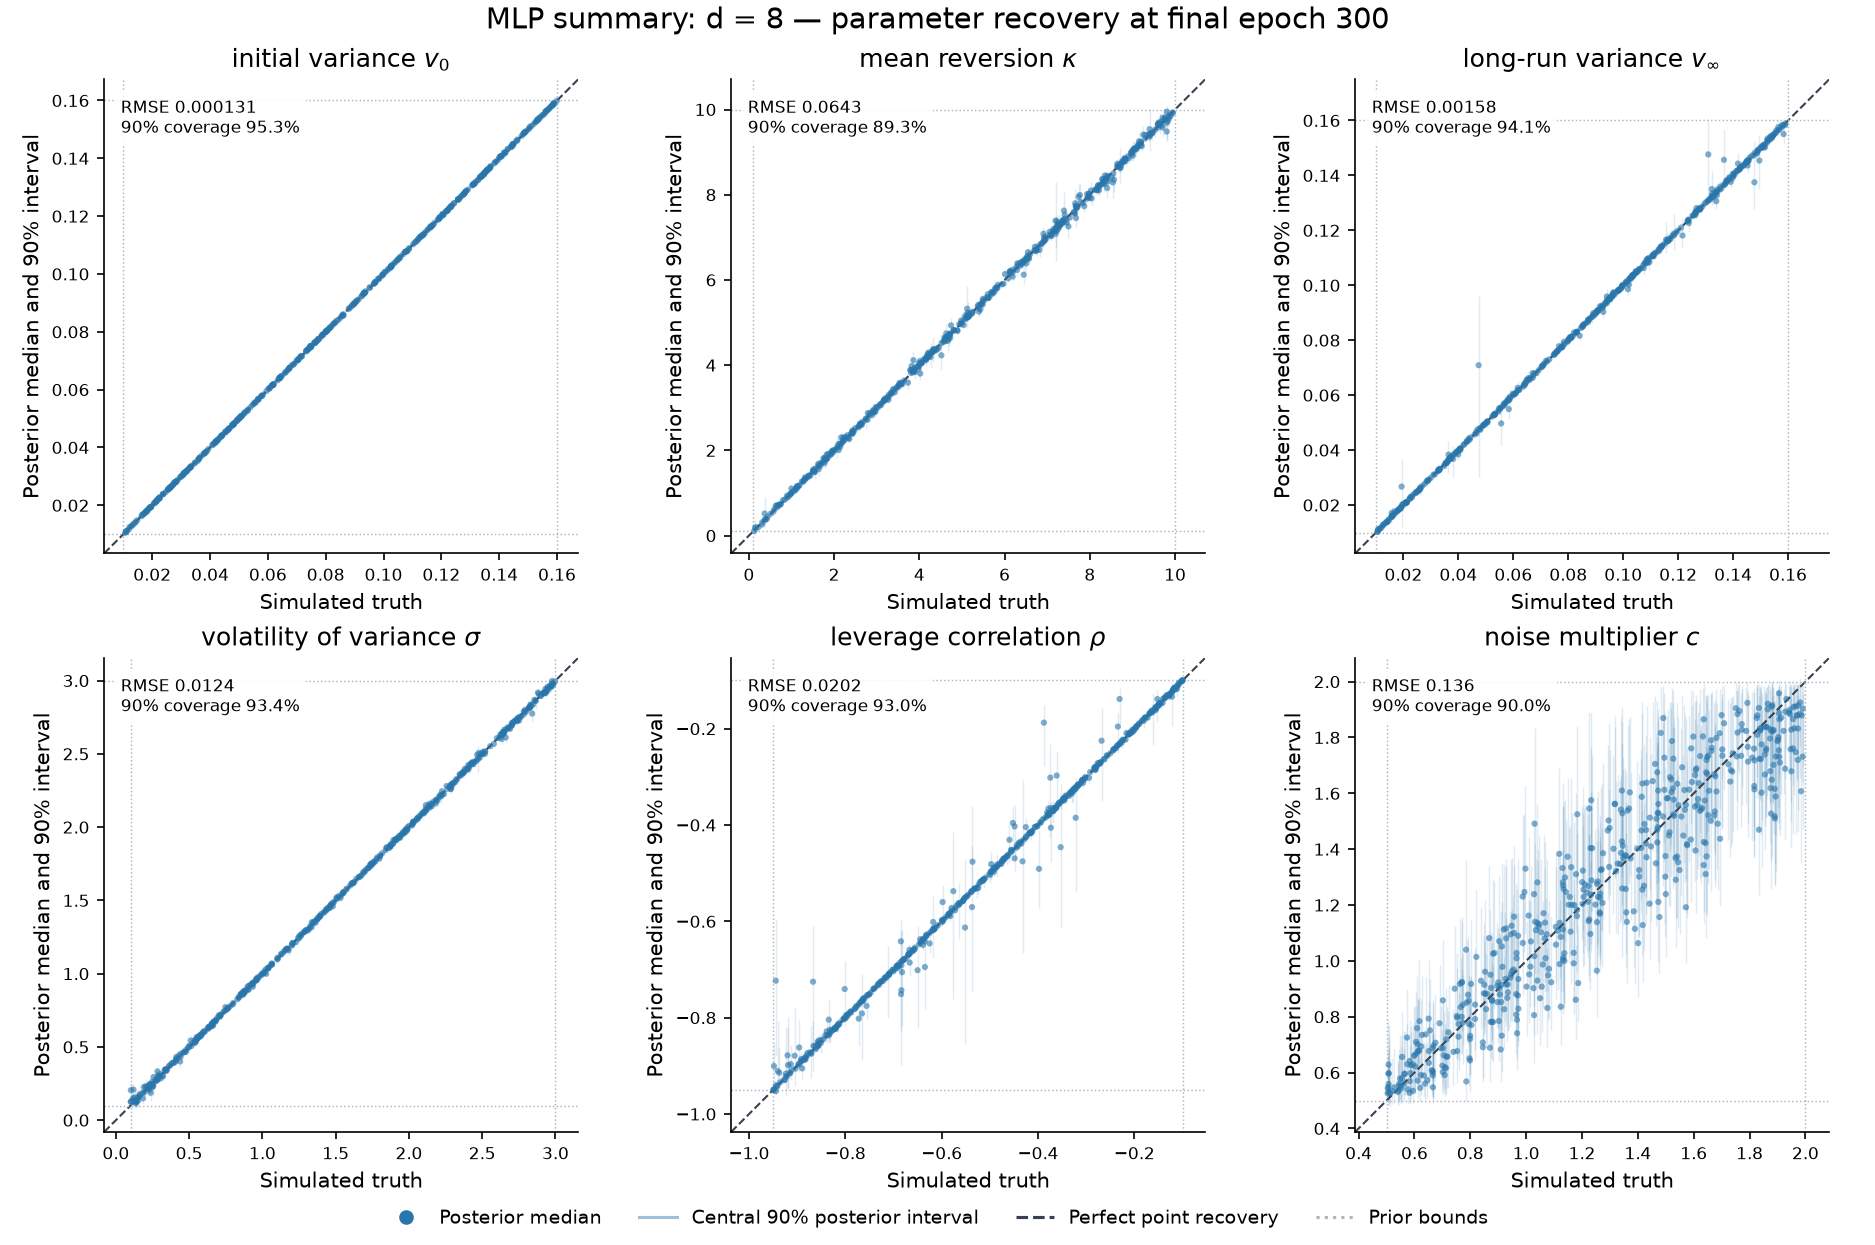 MLP summary: d = 8 — parameter recovery at final epoch 300
initial variance v₀
RMSE 0.000131
90% coverage 95.3%
Posterior median and 90% interval
0.16
0.14
0.12
0.10
0.08
0.06
0.04
0.02
0.02 0.04 0.06 0.08 0.10 0.12 0.14 0.16
Simulated truth
mean reversion κ
RMSE 0.0643
90% coverage 89.3%
Posterior median and 90% interval
10
8
6
4
2
0
0 2 4 6 8 10
Simulated truth
long-run variance v∞
RMSE 0.00158
90% coverage 94.1%
Posterior median and 90% interval
0.16
0.14
0.12
0.10
0.08
0.06
0.04
0.02
0.02 0.04 0.06 0.08 0.10 0.12 0.14 0.16
Simulated truth
volatility of variance σ
RMSE 0.0124
90% coverage 93.4%
Posterior median and 90% interval
3.0
2.5
2.0
1.5
1.0
0.5
0.0
0.0 0.5 1.0 1.5 2.0 2.5 3.0
Simulated truth
leverage correlation ρ
RMSE 0.0202
90% coverage 93.0%
Posterior median and 90% interval
−0.2
−0.4
−0.6
−0.8
−1.0
−1.0 −0.8 −0.6 −0.4 −0.2
Simulated truth
noise multiplier c
RMSE 0.136
90% coverage 90.0%
Posterior median and 90% interval
2.0
1.8
1.6
1.4
1.2
1.0
0.8
0.6
0.4
0.4 0.6 0.8 1.0 1.2 1.4 1.6 1.8 2.0
Simulated truth
Posterior median Central 90% posterior interval Perfect point recovery Prior bounds